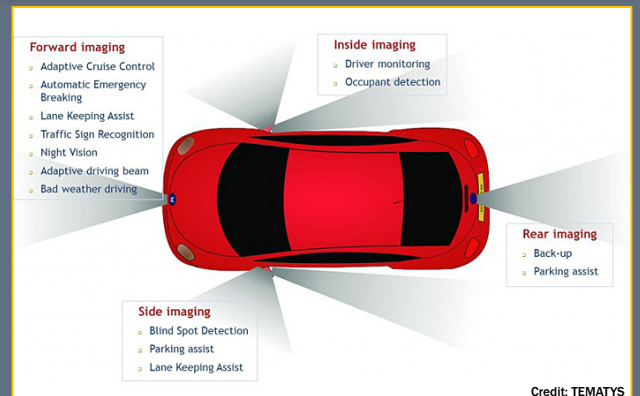 Forward imaging
Adaptive Cruise Control
Automatic Emergency
Breaking
Lane Keeping Assist
Traffic Sign Recognition
Night Vision
Adaptive driving beam
Bad weather driving
Inside imaging
Driver monitoring
Occupant detection
Rear imaging
Back-up
Parking assist
Side imaging
Blind Spot Detection
Parking assist
Lane Keeping Assist
Credit: TEMATYS